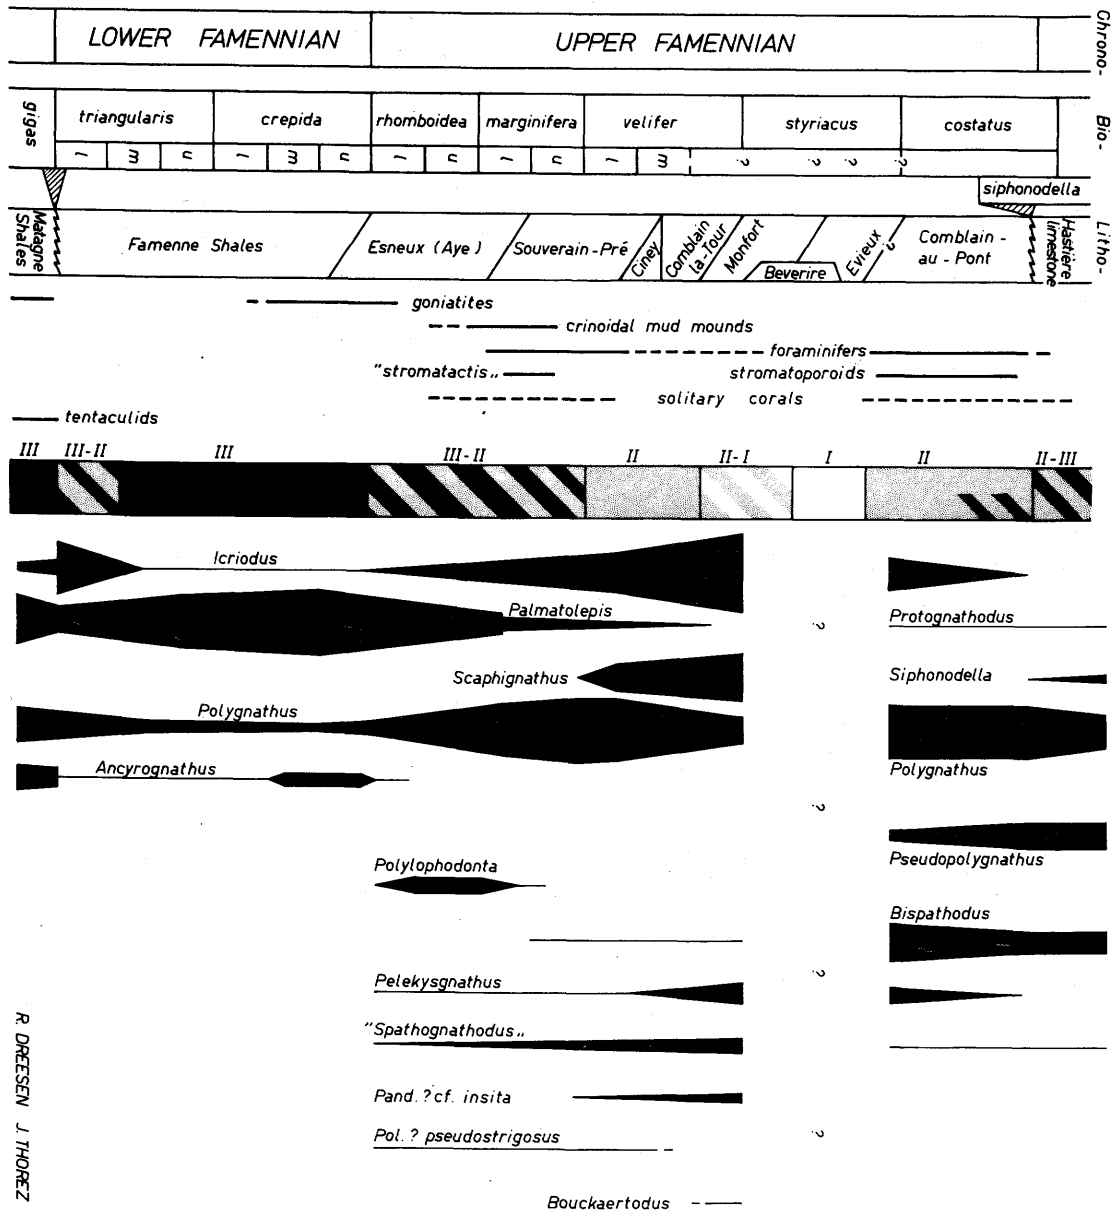 Chrono-
LOWER FAMENNIAN
UPPER FAMENNIAN
Bio-
gigas
triangularis
crepida
rhomboidea
marginifera
velifer
styriacus
costatus
l
m
u
l
m
u
l
u
l
u
l
m
?
?
?
?
siphonodella
Litho-
Matagne
Shales
Famenne Shales
Esneux (Aye)
Souverain-Pré
Ciney
Comblain
la-Tour
Monfort
Beverire
Evieux
?
Comblain-
au-Pont
Hastière
limestone
goniatites
crinoidal mud mounds
foraminifers
"stromatactis„
stromatoporoids
solitary corals
tentaculids
III
III-II
III
III-II
II
II-I
I
II
II-III
Icriodus
Palmatolepis
?
Protognathodus
Scaphignathus
Siphonodella
Polygnathus
Ancyrognathus
Polygnathus
?
Polylophodonta
Pseudopolygnathus
Bispathodus
Pelekysgnathus
?
"Spathognathodus„
Pand.? cf. insita
Pol.? pseudostrigosus
?
Bouckaertodus
R. DREESEN J. THOREZ